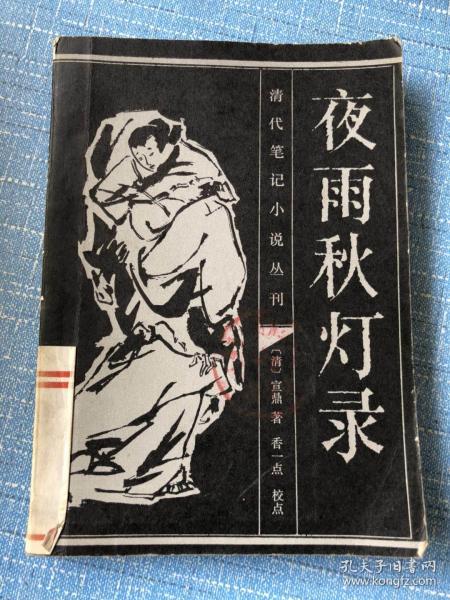 夜雨秋灯录
清代笔记小说丛刊
〔清〕宣鼎 著 香一点 校点
孔夫子旧书网
www.kongfz.com